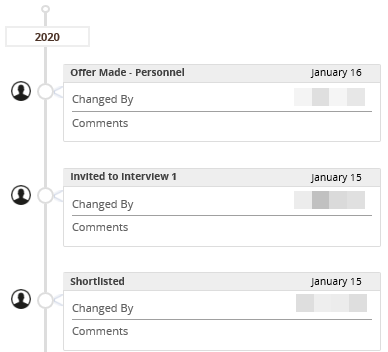 2020
Offer Made - Personnel January 16
Changed By
Comments
Invited to Interview 1 January 15
Changed By
Comments
Shortlisted January 15
Changed By
Comments